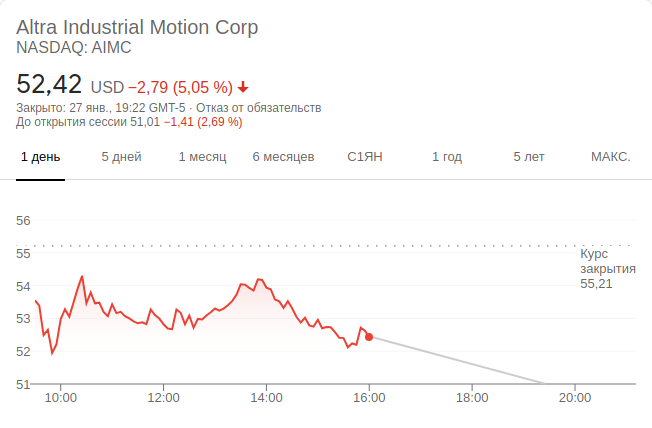 Altra Industrial Motion Corp
NASDAQ: AIMC
52,42 USD −2,79 (5,05 %)
Закрыто: 27 янв., 19:22 GMT-5 · Отказ от обязательств
До открытия сессии 51,01 −1,41 (2,69 %)
1 день 5 дней 1 месяц 6 месяцев С1ЯН 1 год 5 лет МАКС.
56
55
54
53
52
51
Курс
закрытия
55,21
10:00 12:00 14:00 16:00 18:00 20:00